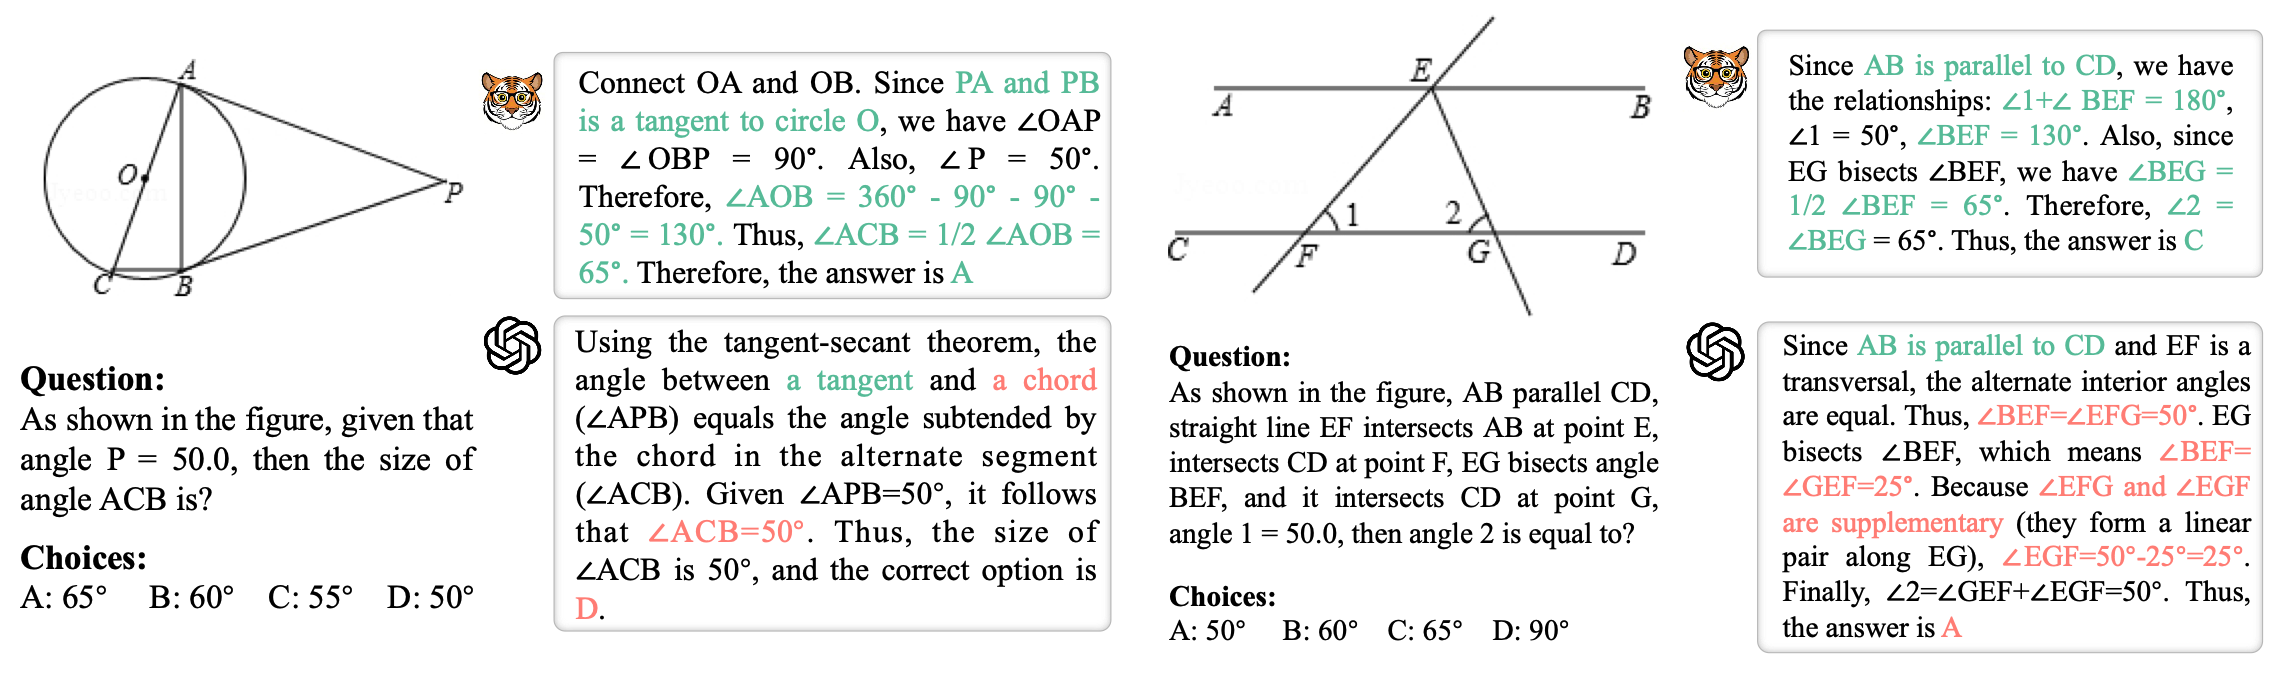 A
O
P
C
B
Question:
As shown in the figure, given that
angle P = 50.0, then the size of
angle ACB is?
Choices:
A: 65° B: 60° C: 55° D: 50°
Connect OA and OB. Since PA and PB
is a tangent to circle O, we have ∠OAP
= ∠OBP = 90°. Also, ∠P = 50°.
Therefore, ∠AOB = 360° - 90° - 90° -
50° = 130°. Thus, ∠ACB = 1/2 ∠AOB =
65°. Therefore, the answer is A
Using the tangent-secant theorem, the
angle between a tangent and a chord
(∠APB) equals the angle subtended by
the chord in the alternate segment
(∠ACB). Given ∠APB=50°, it follows
that ∠ACB=50°. Thus, the size of
∠ACB is 50°, and the correct option is
D.
E
A
B
1
2
C
F
G
D
Question:
As shown in the figure, AB parallel CD,
straight line EF intersects AB at point E,
intersects CD at point F, EG bisects angle
BEF, and it intersects CD at point G,
angle 1 = 50.0, then angle 2 is equal to?
Choices:
A: 50° B: 60° C: 65° D: 90°
Since AB is parallel to CD, we have
the relationships: ∠1+∠ BEF = 180°,
∠1 = 50°, ∠BEF = 130°. Also, since
EG bisects ∠BEF, we have ∠BEG =
1/2 ∠BEF = 65°. Therefore, ∠2 =
∠BEG = 65°. Thus, the answer is C
Since AB is parallel to CD and EF is a
transversal, the alternate interior angles
are equal. Thus, ∠BEF=∠EFG=50°. EG
bisects ∠BEF, which means ∠BEF=
∠GEF=25°. Because ∠EFG and ∠EGF
are supplementary (they form a linear
pair along EG), ∠EGF=50°-25°=25°.
Finally, ∠2=∠GEF+∠EGF=50°. Thus,
the answer is A